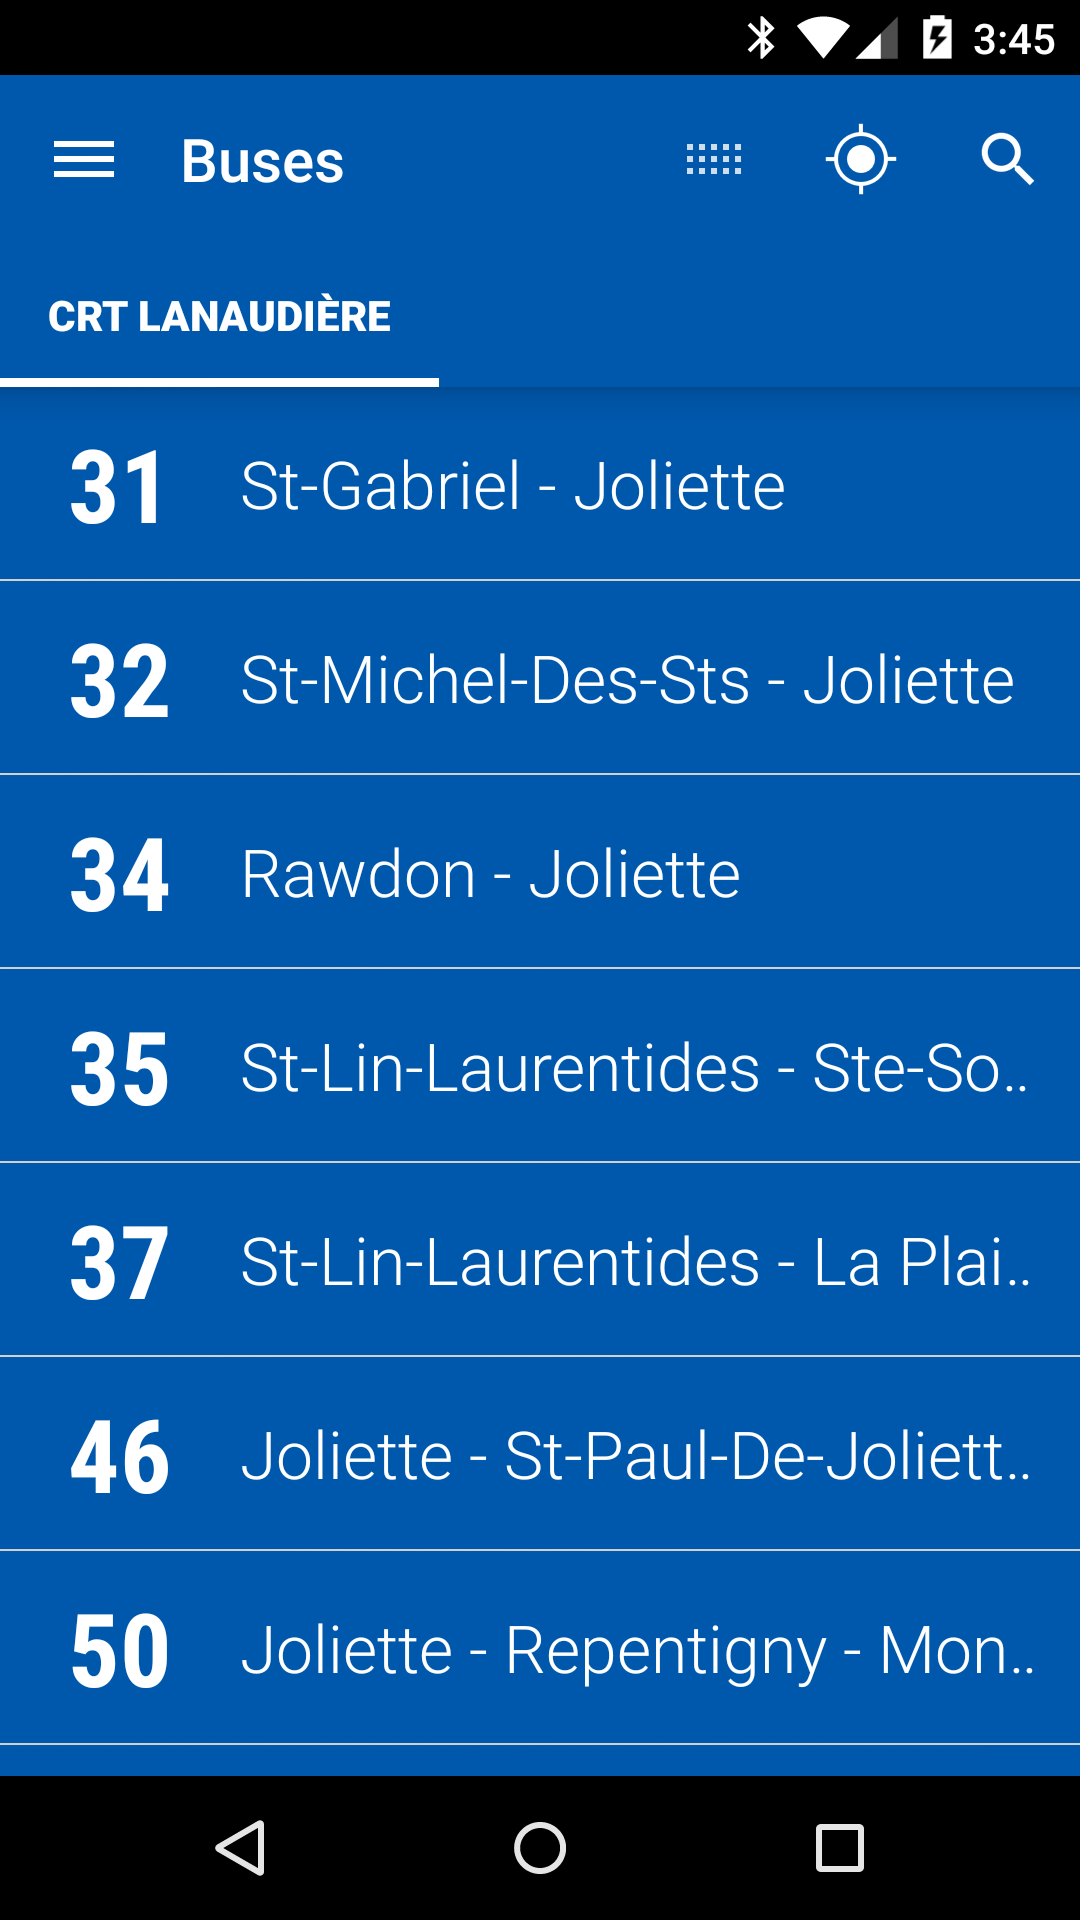 3:45
Buses
CRT LANAUDIÈRE
31 St-Gabriel - Joliette
32 St-Michel-Des-Sts - Joliette
34 Rawdon - Joliette
35 St-Lin-Laurentides - Ste-So..
37 St-Lin-Laurentides - La Plai..
46 Joliette - St-Paul-De-Joliett..
50 Joliette - Repentigny - Mon..